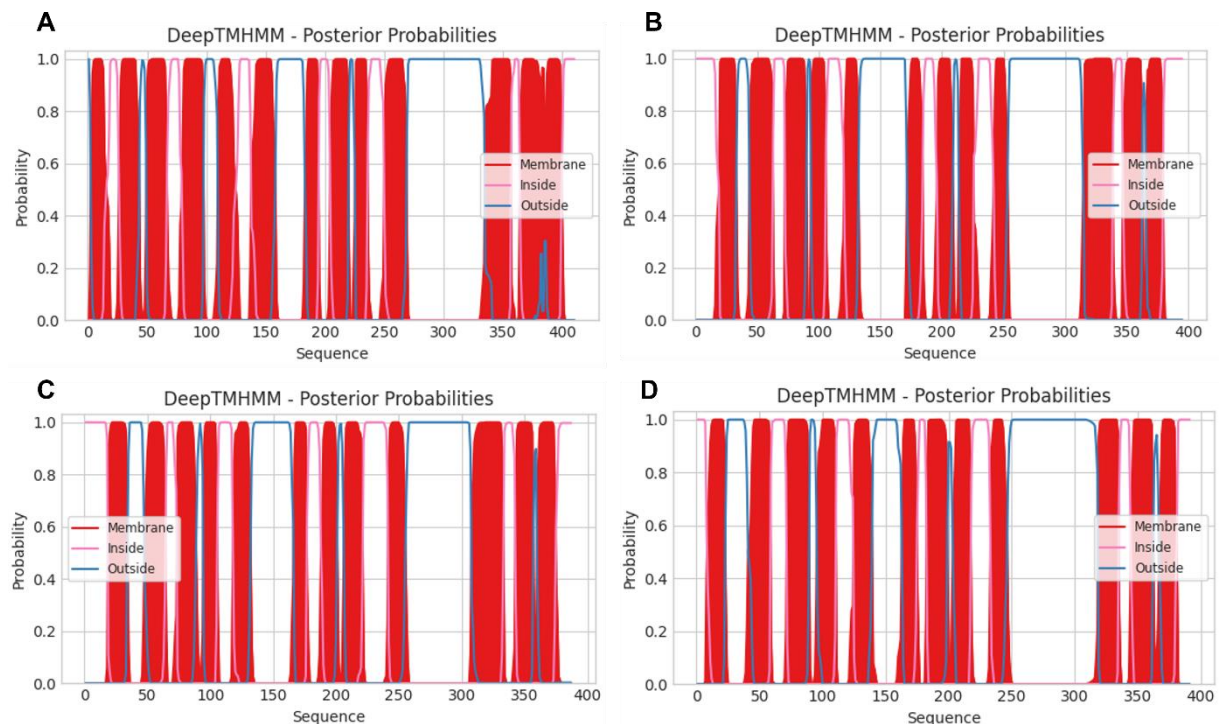 A
DeepTMHMM - Posterior Probabilities
1.0
0.8
0.6
0.4
0.2
0.0
Probability
Membrane
Inside
Outside
0 50 100 150 200 250 300 350 400
Sequence
B
DeepTMHMM - Posterior Probabilities
1.0
0.8
0.6
0.4
0.2
0.0
Probability
Membrane
Inside
Outside
0 50 100 150 200 250 300 350 400
Sequence
C
DeepTMHMM - Posterior Probabilities
1.0
0.8
0.6
0.4
0.2
0.0
Probability
Membrane
Inside
Outside
0 50 100 150 200 250 300 350 400
Sequence
D
DeepTMHMM - Posterior Probabilities
1.0
0.8
0.6
0.4
0.2
0.0
Probability
Membrane
Inside
Outside
0 50 100 150 200 250 300 350 400
Sequence